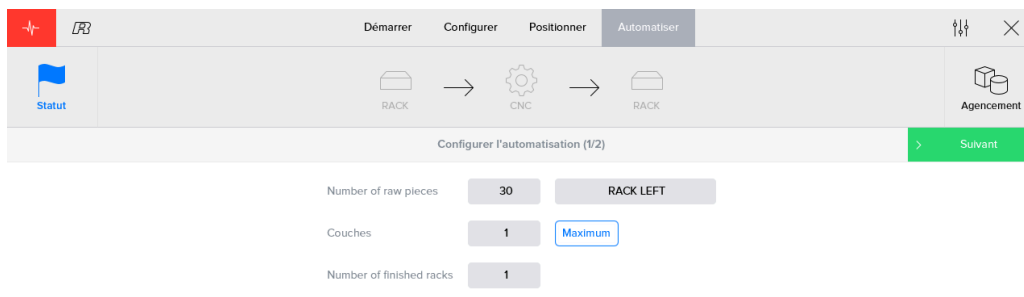 Démarrer Configurer Positionner Automatiser
Statut RACK CNC RACK Agencement
Configurer l'automatisation (1/2) Suivant
Number of raw pieces 30 RACK LEFT
Couches 1 Maximum
Number of finished racks 1